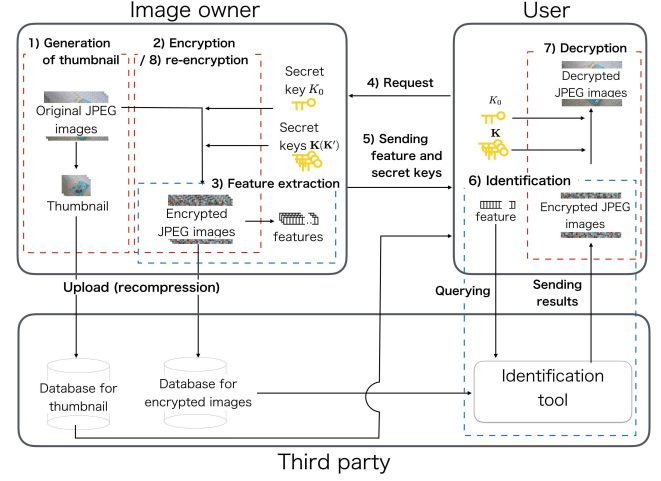 Image owner
User
1) Generation
of thumbnail
2) Encryption
/ 8) re-encryption
Original JPEG
images
Thumbnail
Secret
key K₀
Secret
keys K(K′)
3) Feature extraction
Encrypted
JPEG images
features
4) Request
5) Sending
feature and
secret keys
7) Decryption
Decrypted
JPEG images
K₀
K
6) Identification
feature
Encrypted JPEG
images
Upload (recompression)
Querying
Sending
results
Database for
thumbnail
Database for
encrypted images
Identification
tool
Third party